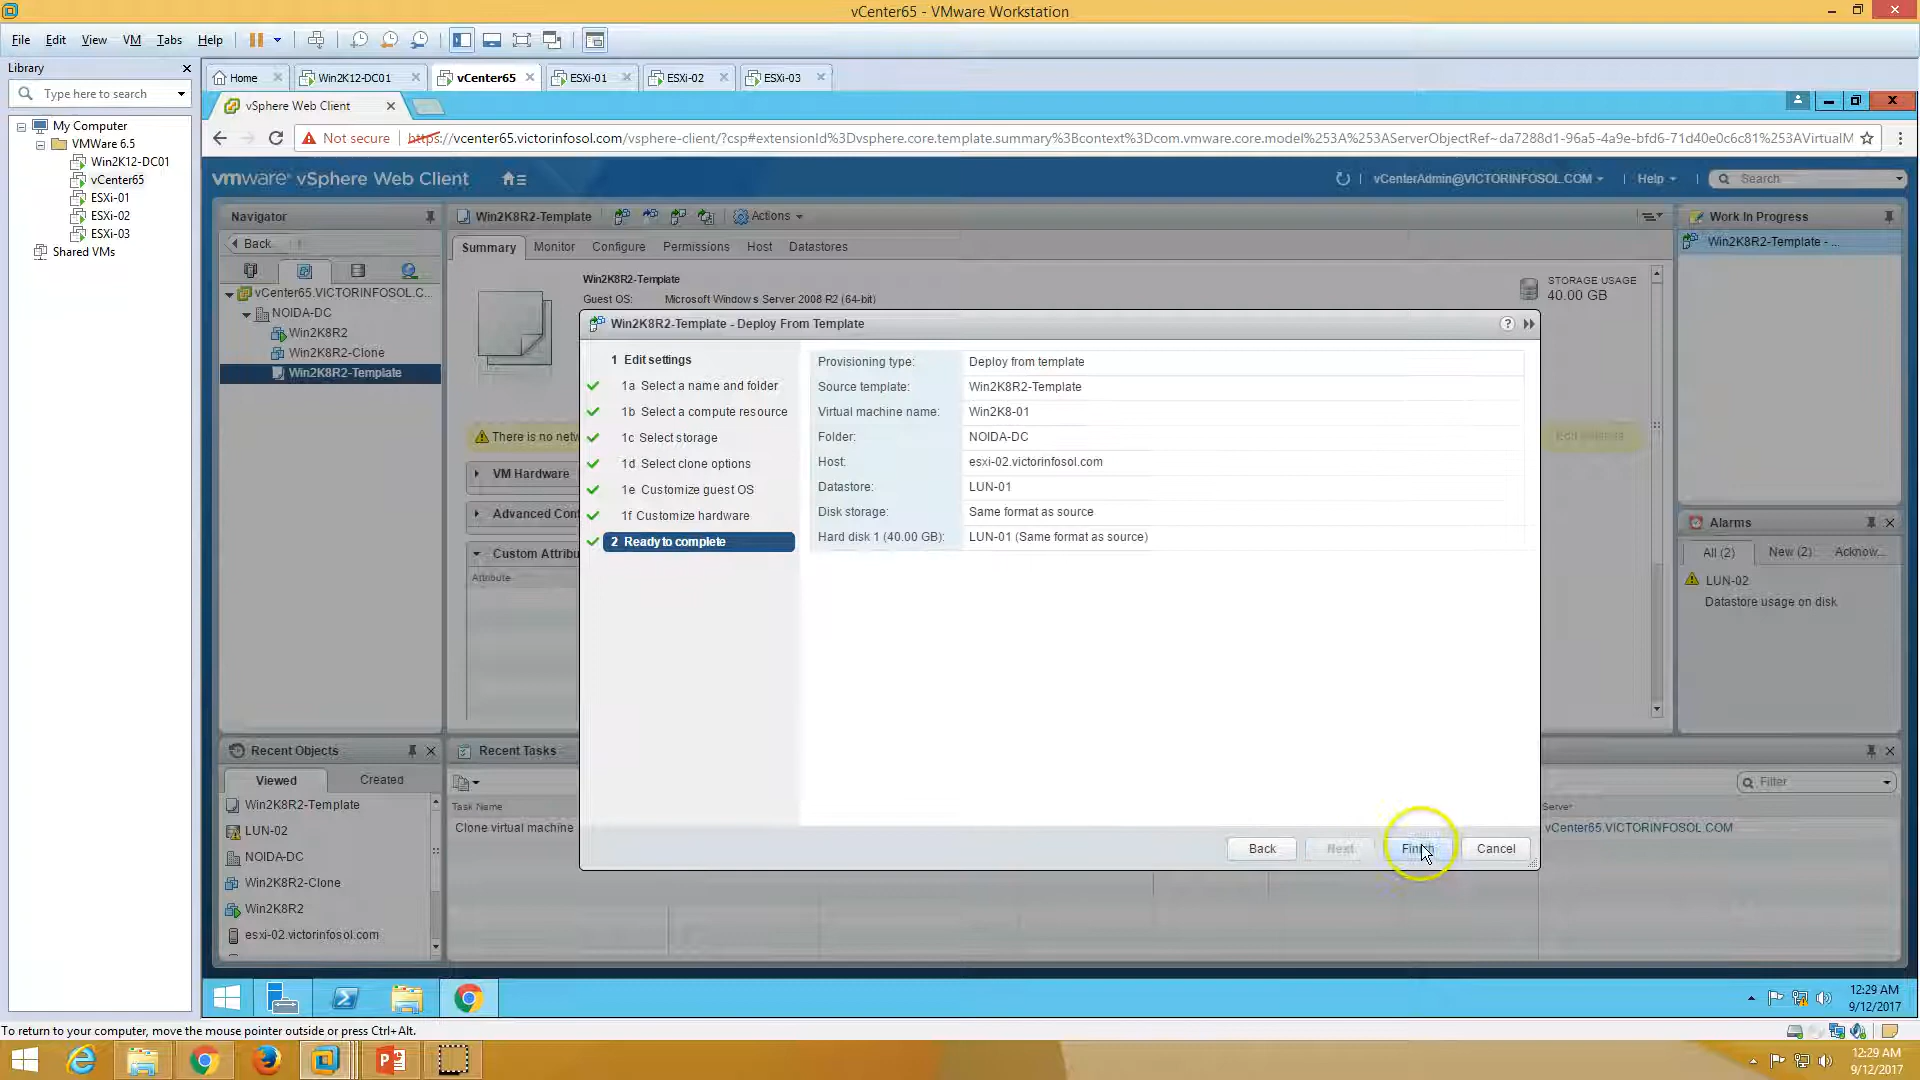 vCenter65 - VMware Workstation
File Edit View VM Tabs Help
Library
Type here to search
My Computer
VMWare 6.5
Win2K12-DC01
vCenter65
ESXi-01
ESXi-02
ESXi-03
Shared VMs
Home Win2K12-DC01 vCenter65 ESXi-01 ESXi-02 ESXi-03
vSphere Web Client
Not secure https://vcenter65.victorinfosol.com/vsphere-client/?csp#extensionId%3Dvsphere.core.template.summary%3Bcontext%3Dcom.vmware.core.model%253A%253AServerObjectRef~da7288d1-96a5-4a9e-bfd6-71d40e0c6c81%253AVirtualM
vmware vSphere Web Client
vCenterAdmin@VICTORINFOSOL.COM Help Search
Navigator
Back
vCenter65.VICTORINFOSOL.C...
NOIDA-DC
Win2K8R2
Win2K8R2-Clone
Win2K8R2-Template
Win2K8R2-Template Actions
Summary Monitor Configure Permissions Host Datastores
Win2K8R2-Template
Guest OS: Microsoft Windows Server 2008 R2 (64-bit)
STORAGE USAGE
40.00 GB
There is no netw
VM Hardware
Advanced Con
Custom Attribu
Attribute
Win2K8R2-Template - Deploy From Template
1 Edit settings
1a Select a name and folder
1b Select a compute resource
1c Select storage
1d Select clone options
1e Customize guest OS
1f Customize hardware
2 Ready to complete
Provisioning type: Deploy from template
Source template: Win2K8R2-Template
Virtual machine name: Win2K8-01
Folder: NOIDA-DC
Host: esxi-02.victorinfosol.com
Datastore: LUN-01
Disk storage: Same format as source
Hard disk 1 (40.00 GB): LUN-01 (Same format as source)
Back Next Finish Cancel
Work In Progress
Win2K8R2-Template - ...
Alarms
All (2) New (2) Acknow...
LUN-02
Datastore usage on disk
Recent Objects
Viewed Created
Win2K8R2-Template
LUN-02
NOIDA-DC
Win2K8R2-Clone
Win2K8R2
esxi-02.victorinfosol.com
Recent Tasks
Filter
Task Name
Server
Clone virtual machine
vCenter65.VICTORINFOSOL.COM
12:29 AM
9/12/2017
To return to your computer, move the mouse pointer outside or press Ctrl+Alt.
12:29 AM
9/12/2017